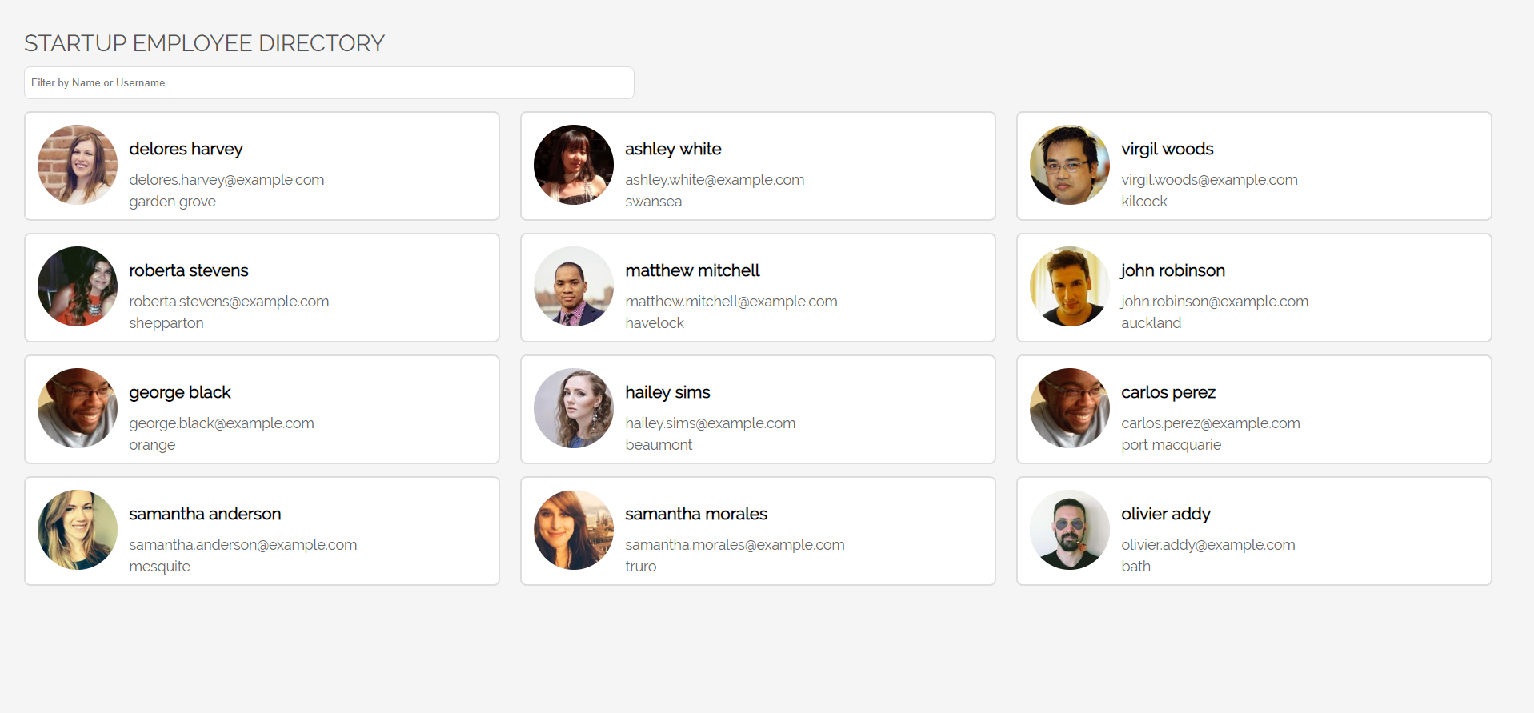 STARTUP EMPLOYEE DIRECTORY
Filter by Name or Username
delores harvey
delores.harvey@example.com
garden grove
ashley white
ashley.white@example.com
swansea
virgil woods
virgil.woods@example.com
kilcock
roberta stevens
roberta.stevens@example.com
shepparton
matthew mitchell
matthew.mitchell@example.com
havelock
john robinson
john.robinson@example.com
auckland
george black
george.black@example.com
orange
hailey sims
hailey.sims@example.com
beaumont
carlos perez
carlos.perez@example.com
port macquarie
samantha anderson
samantha.anderson@example.com
mesquite
samantha morales
samantha.morales@example.com
truro
olivier addy
olivier.addy@example.com
bath